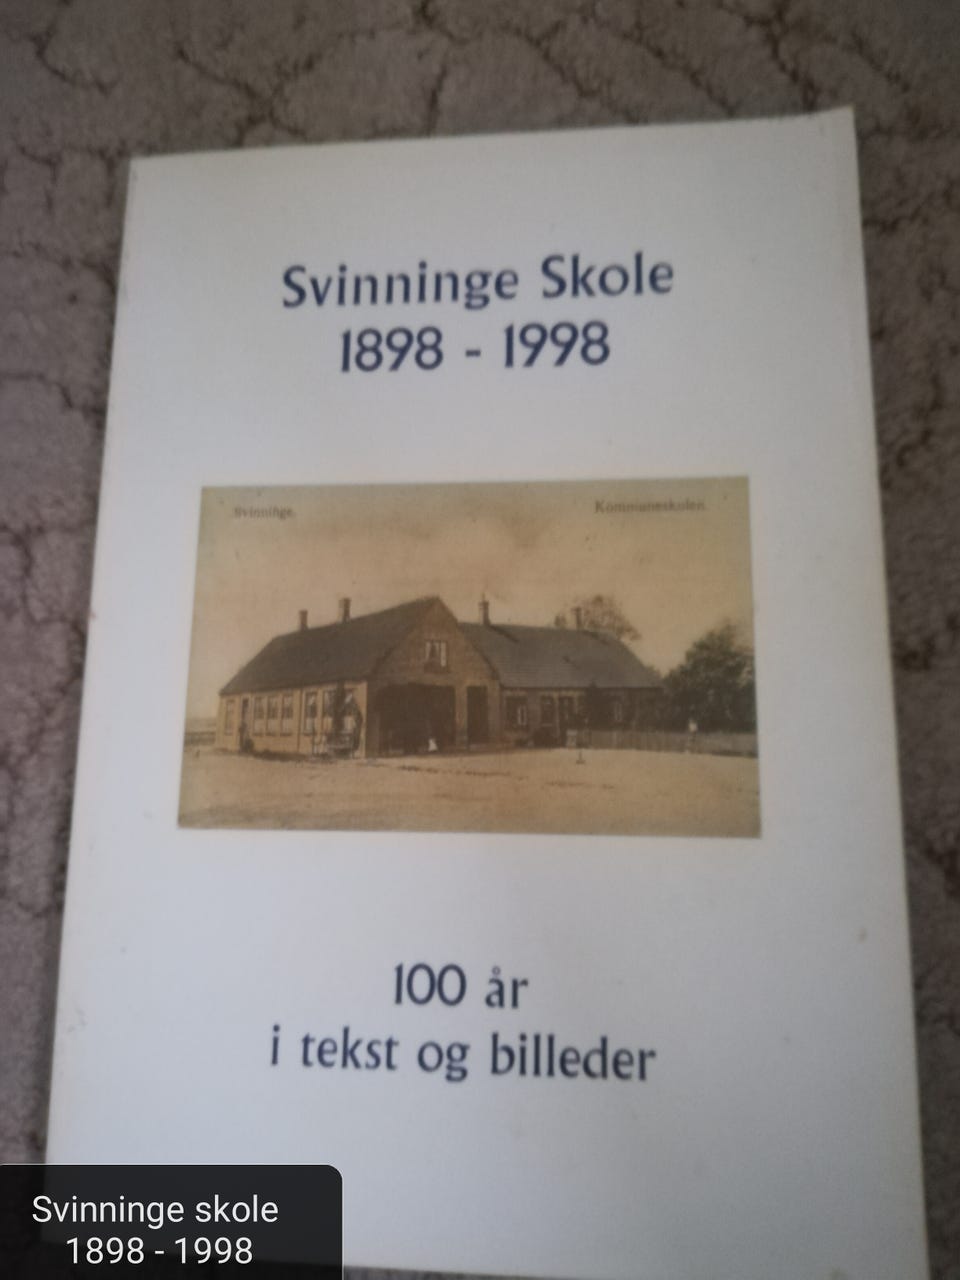 Svinninge Skole
1898 - 1998
Svinninge.
Kommuneskolen.
100 år
i tekst og billeder
Svinninge skole
1898 - 1998